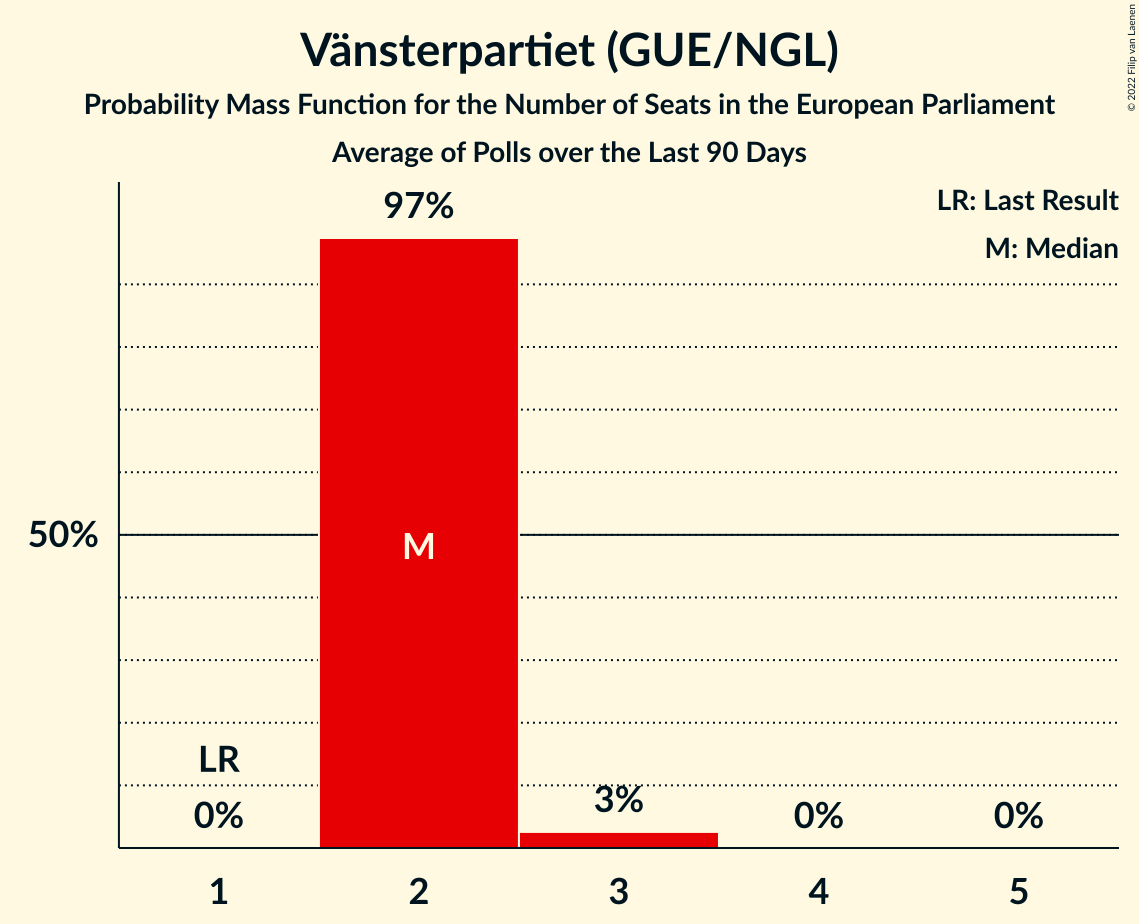 Vänsterpartiet (GUE/NGL)
Probability Mass Function for the Number of Seats in the European Parliament
Average of Polls over the Last 90 Days
© 2022 Filip van Laenen
LR: Last Result
M: Median
97%
50%
M
LR
0%
3%
0%
0%
1
2
3
4
5